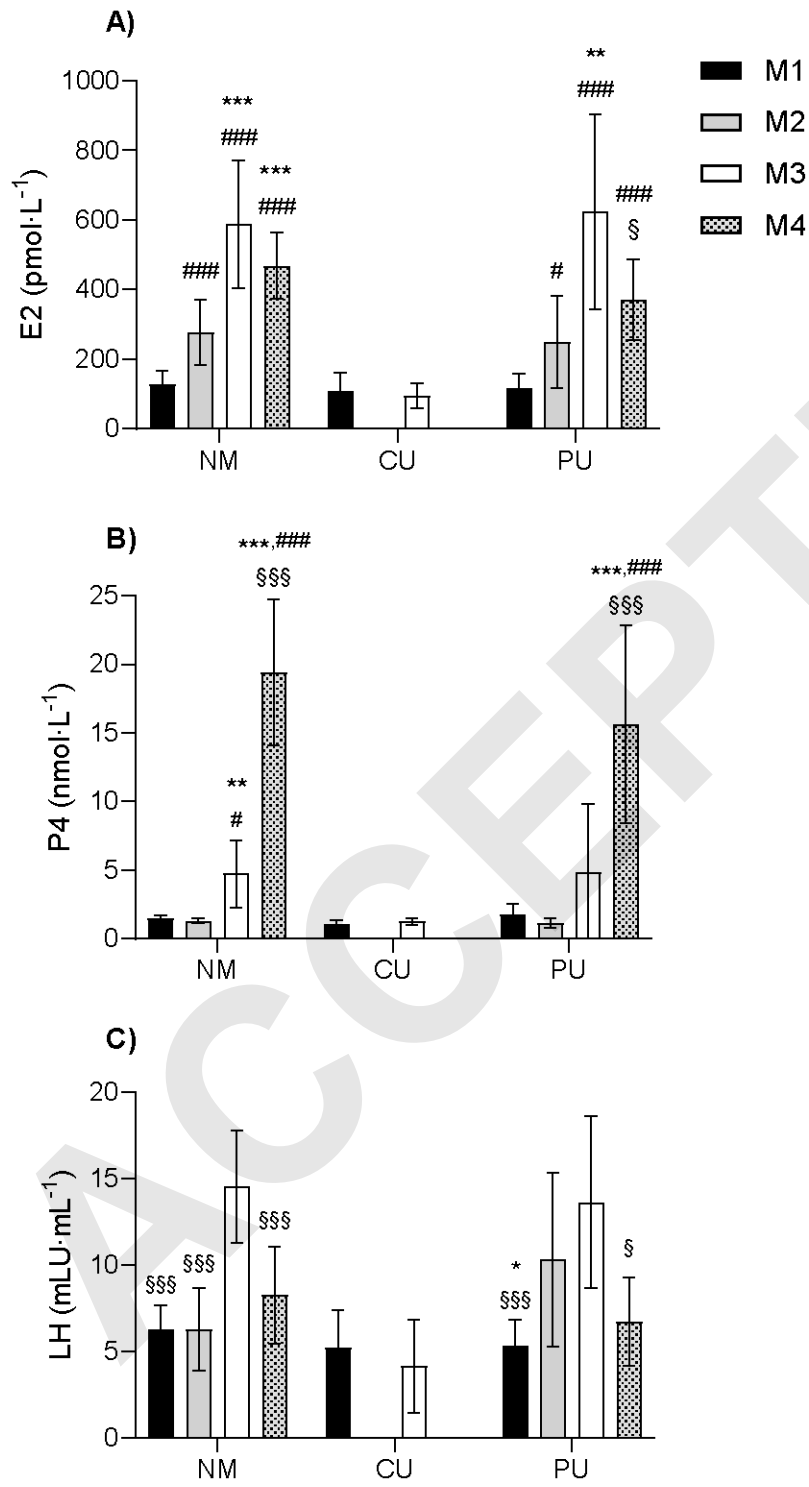 A)
E2 (pmol·L⁻¹)
1000
800
600
400
200
0
###
***
###
***
###
#
**
###
###
§
NM
CU
PU
M1
M2
M3
M4
B)
P4 (nmol·L⁻¹)
25
20
15
10
5
0
**
#
***,###
§§§
***,###
§§§
NM
CU
PU
C)
LH (mLU·mL⁻¹)
20
15
10
5
0
§§§
§§§
§§§
*
§§§
§
NM
CU
PU
ACCEPT